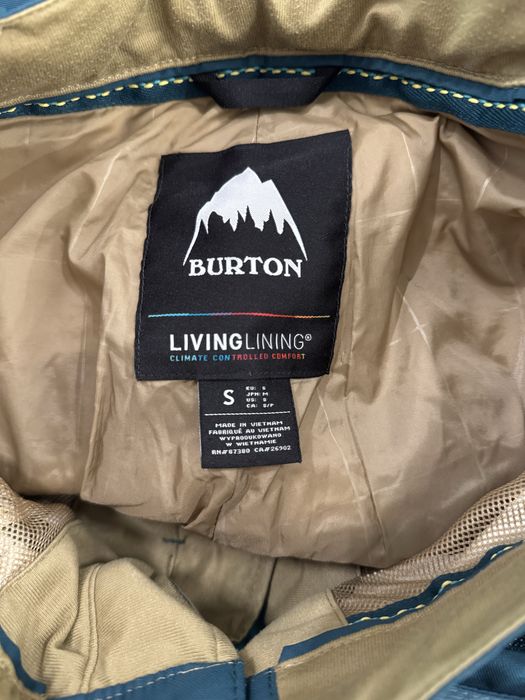 BURTON
LIVINGLINING®
CLIMATE CONTROLLED COMFORT
S
EU: S
JPN: M
US: S
CA: S/P
MADE IN VIETNAM
FABRIQUÉ AU VIETNAM
WYPRODUKOWANO
W WIETNAMIE
RN#87380 CA#26902